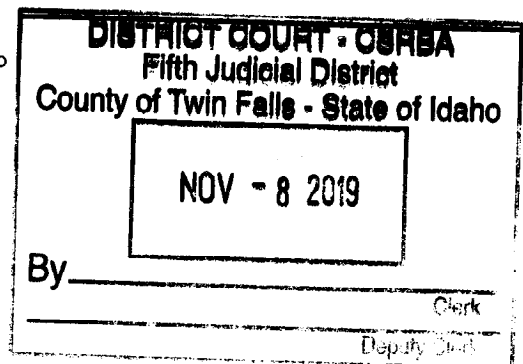 DISTRICT COURT - CSRBA
Fifth Judicial District
County of Twin Falls - State of Idaho
NOV - 8 2019
By
Clerk
Deputy Clerk